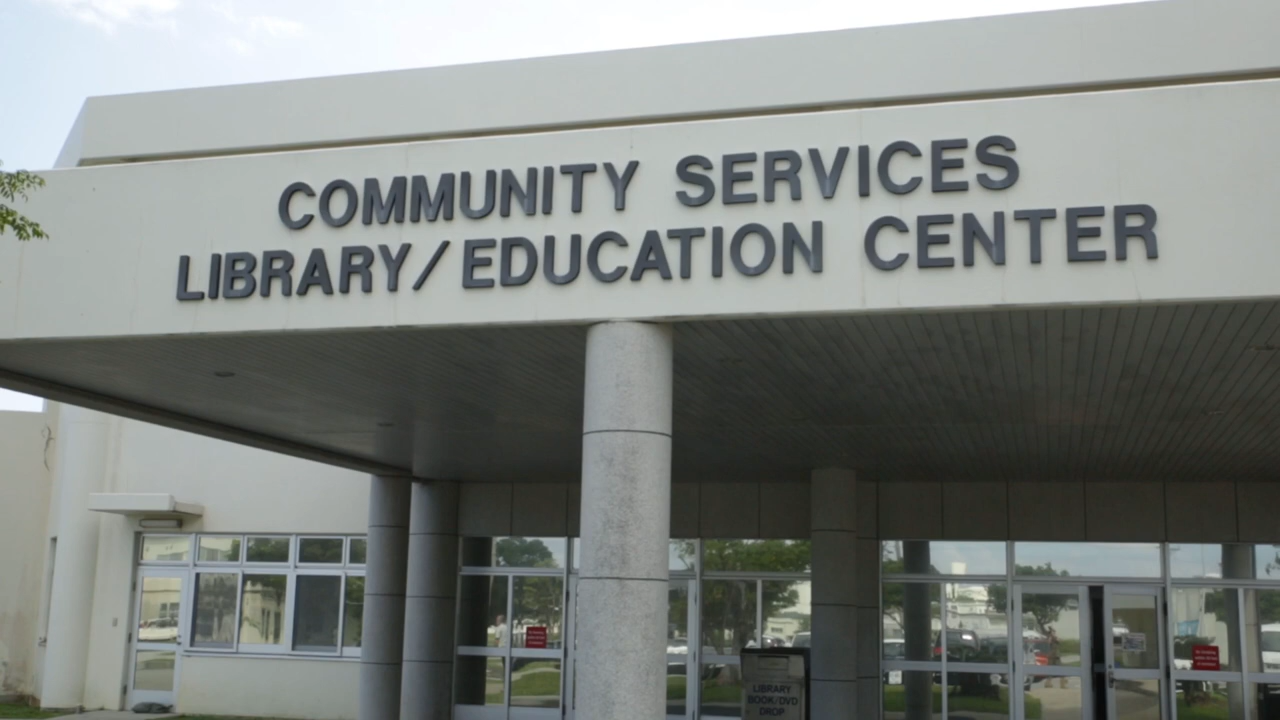 COMMUNITY SERVICES
LIBRARY/EDUCATION CENTER
LIBRARY
BOOK/DVD
DROP